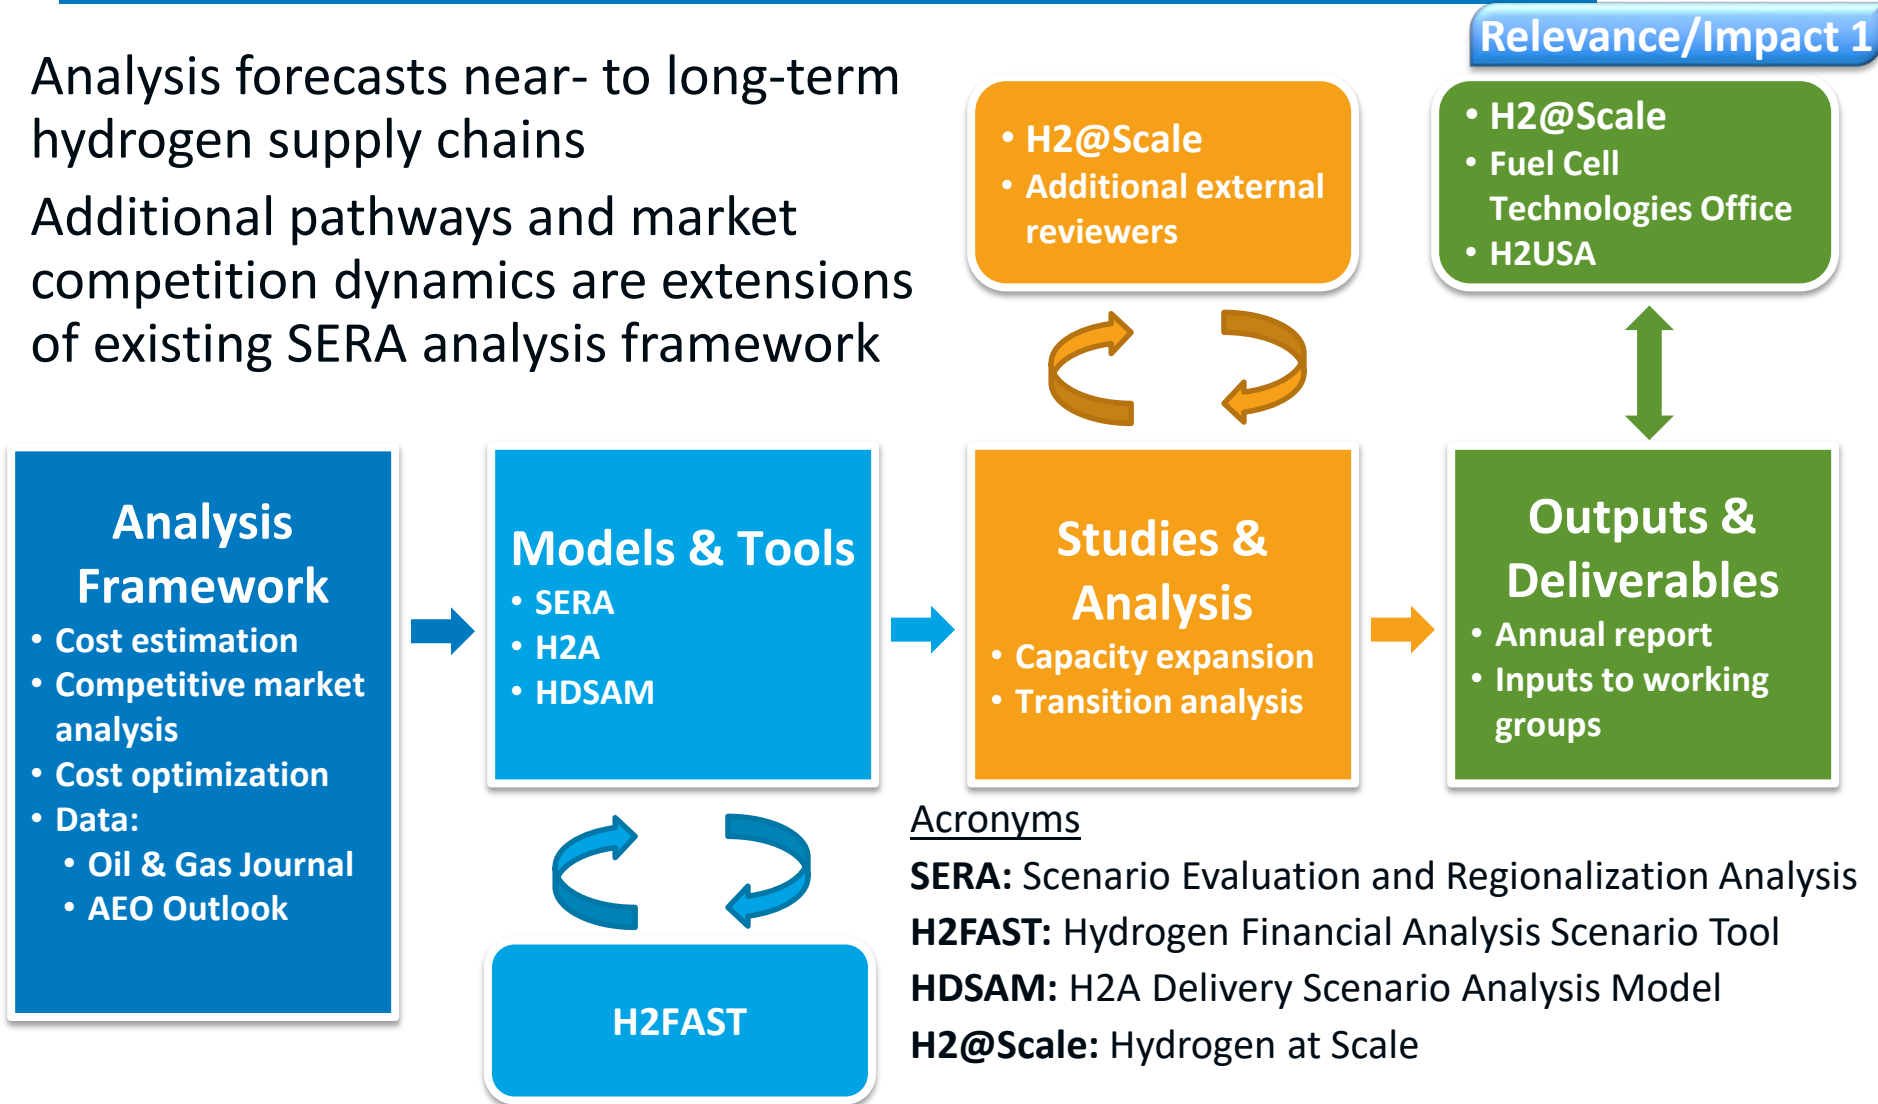 Relevance/Impact 1
Analysis forecasts near- to long-term
hydrogen supply chains
Additional pathways and market
competition dynamics are extensions
of existing SERA analysis framework
• H2@Scale
• Additional external
reviewers
• H2@Scale
• Fuel Cell
Technologies Office
• H2USA
Analysis
Framework
• Cost estimation
• Competitive market
analysis
• Cost optimization
• Data:
• Oil & Gas Journal
• AEO Outlook
Models & Tools
• SERA
• H2A
• HDSAM
H2FAST
Studies &
Analysis
• Capacity expansion
• Transition analysis
Outputs &
Deliverables
• Annual report
• Inputs to working
groups
Acronyms
SERA: Scenario Evaluation and Regionalization Analysis
H2FAST: Hydrogen Financial Analysis Scenario Tool
HDSAM: H2A Delivery Scenario Analysis Model
H2@Scale: Hydrogen at Scale